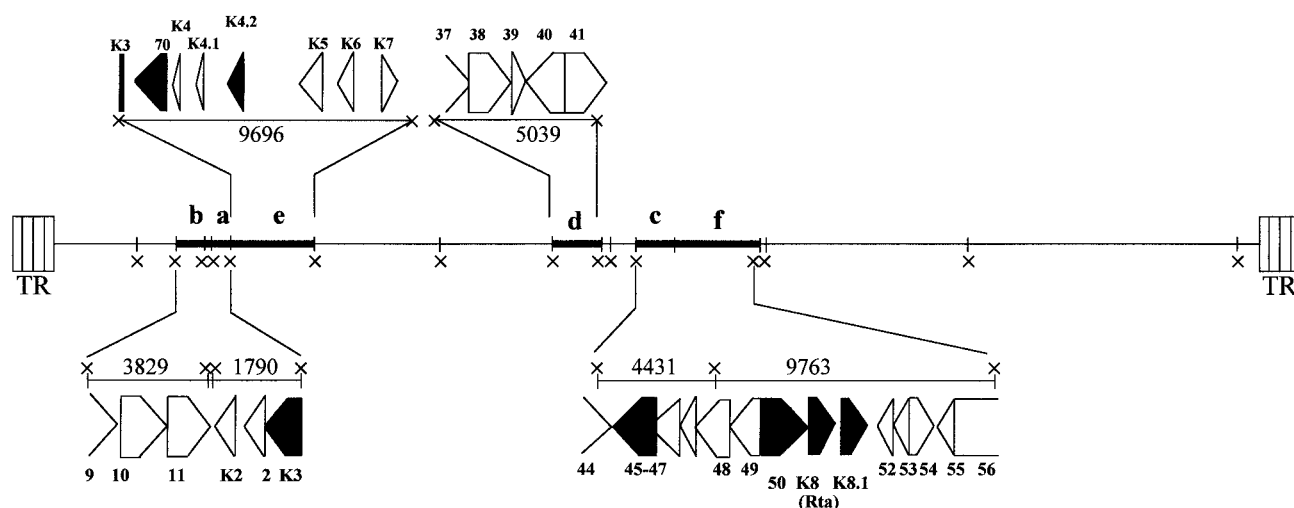 K3 70 K4 K4.1 K4.2 K5 K6 K7 37 38 39 40 41
9696 5039
b a e d c f
TR TR
3829 1790 4431 9763
9 10 11 K2 2 K3 44 45-47 48 49 50 K8 K8.1 52 53 54 55 56
(Rta)